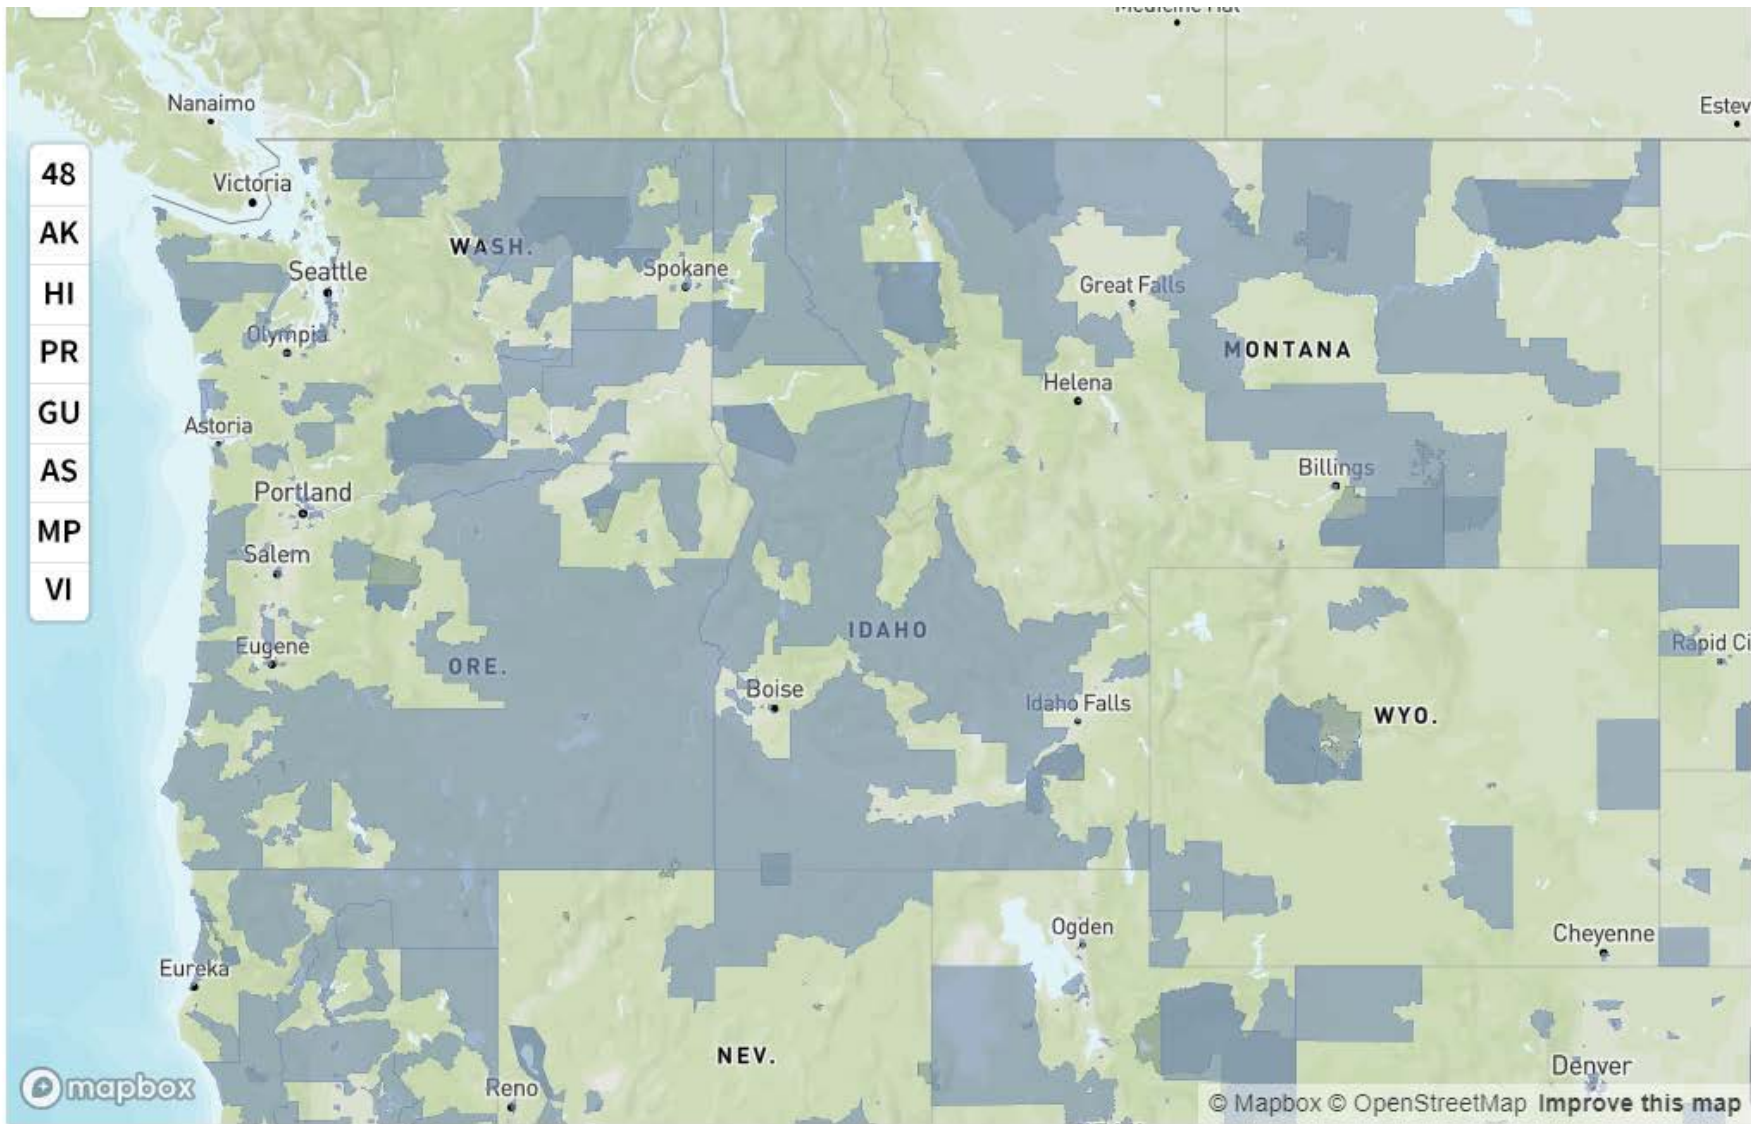 Medicine Hat
Nanaimo
Estev
48
Victoria
AK
WASH.
Seattle
Spokane
HI
Great Falls
Olympia
PR
MONTANA
Helena
GU
Astoria
AS
Billings
Portland
MP
Salem
VI
IDAHO
Eugene
ORE.
Rapid Ci
Boise
Idaho Falls
WYO.
Ogden
Cheyenne
Eureka
NEV.
Denver
Reno
mapbox
© Mapbox © OpenStreetMap Improve this map